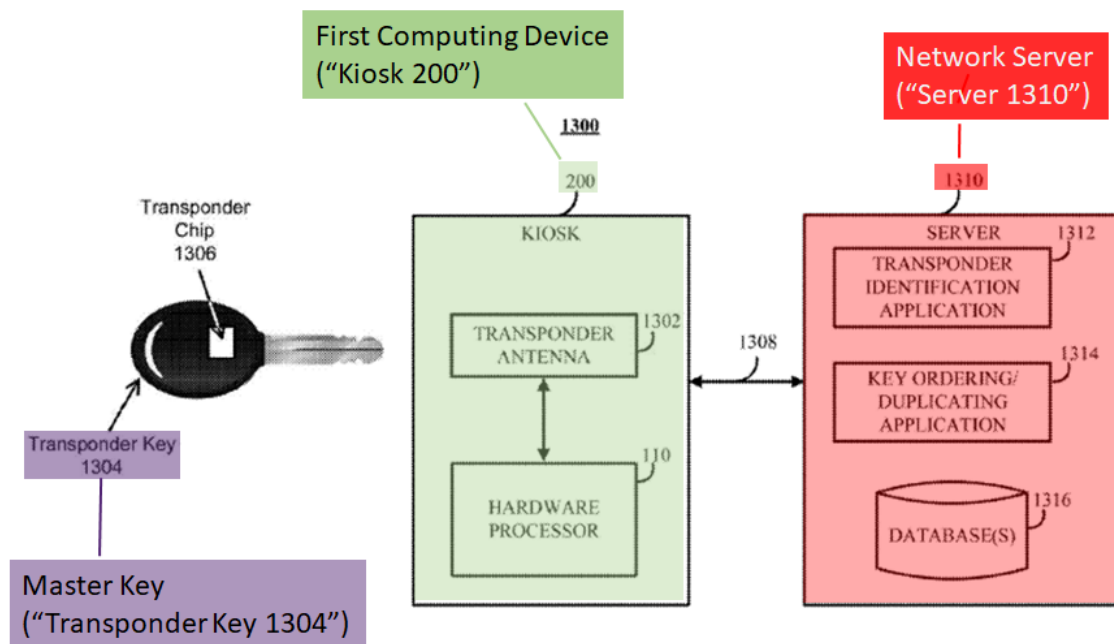 First Computing Device
(“Kiosk 200”)
Network Server
(“Server 1310”)
1300
200
1310
Transponder
Chip
1306
KIOSK
SERVER
1312
TRANSPONDER
IDENTIFICATION
APPLICATION
TRANSPONDER
ANTENNA
1302
1308
1314
KEY ORDERING/
DUPLICATING
APPLICATION
Transponder Key
1304
110
HARDWARE
PROCESSOR
1316
DATABASE(S)
Master Key
(“Transponder Key 1304”)